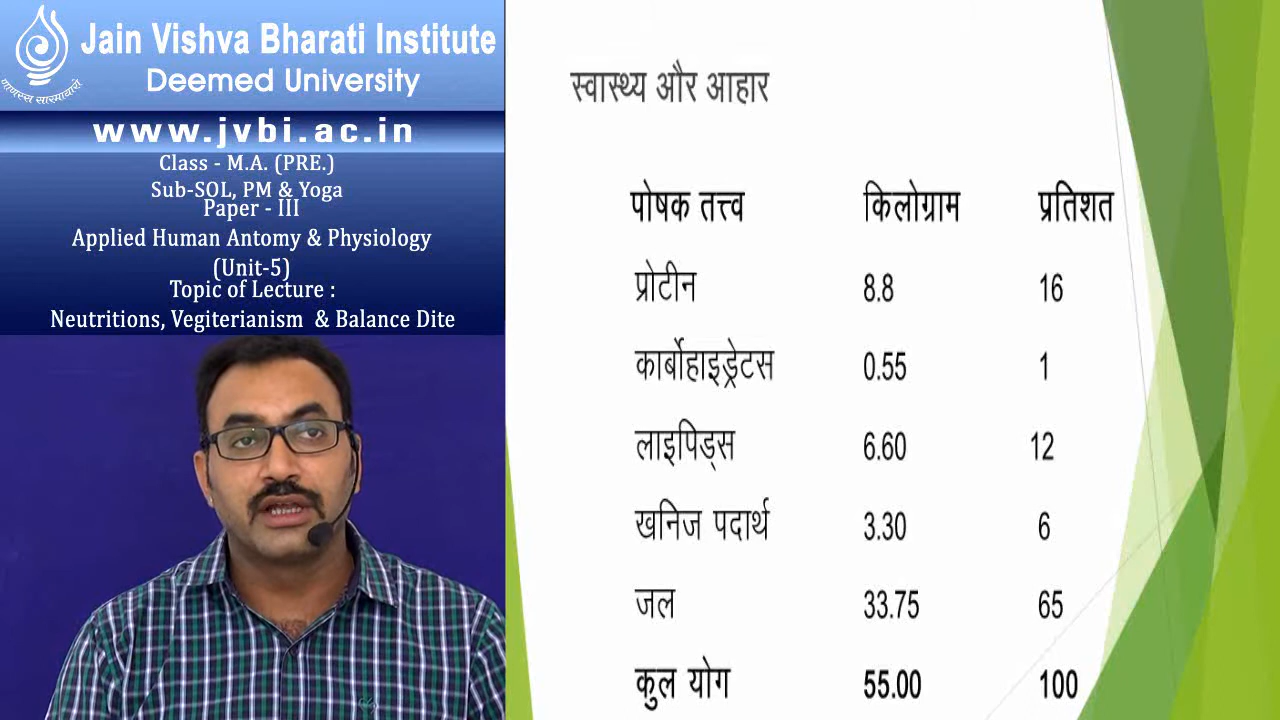 Jain Vishva Bharati Institute
Deemed University
णाणस्स सारमायारो
www.jvbi.ac.in
Class - M.A. (PRE.)
Sub-SOL, PM & Yoga
Paper - III
Applied Human Antomy & Physiology
(Unit-5)
Topic of Lecture :
Neutritions, Vegiterianism & Balance Dite
स्वास्थ्य और आहार
पोषक तत्त्व किलोग्राम प्रतिशत
प्रोटीन 8.8 16
कार्बोहाइड्रेटस 0.55 1
लाइपिड्स 6.60 12
खनिज पदार्थ 3.30 6
जल 33.75 65
कुल योग 55.00 100